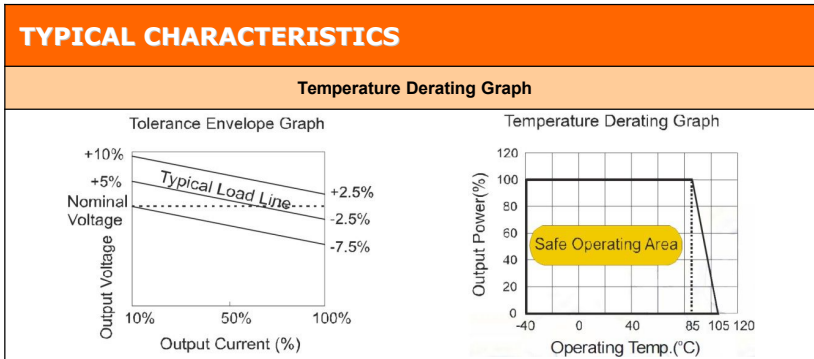 TYPICAL CHARACTERISTICS
Temperature Derating Graph
Tolerance Envelope Graph
+10%
+5%
Nominal
Voltage
Typical Load Line
+2.5%
-2.5%
-7.5%
Output Voltage
10%
50%
100%
Output Current (%)
Temperature Derating Graph
120
100
80
60
40
20
0
Output Power(%)
Safe Operating Area
-40
0
40
85
105
120
Operating Temp.(°C)